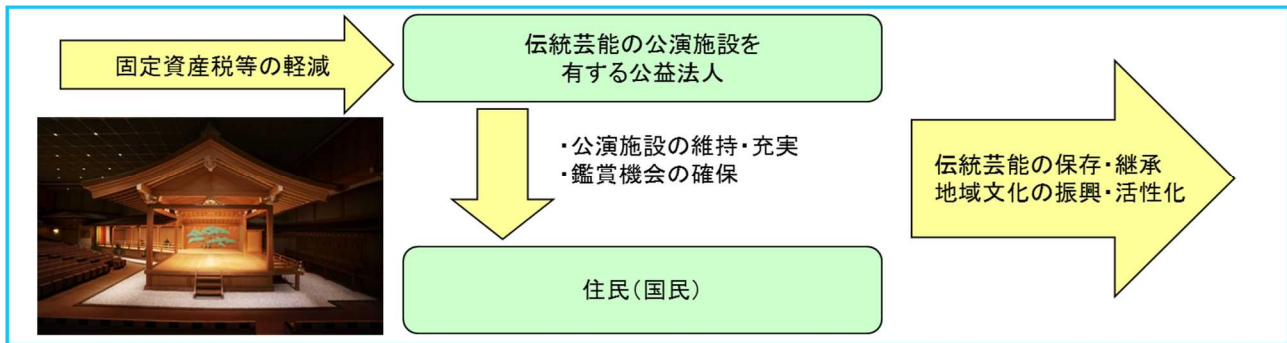 固定資産税等の軽減
伝統芸能の公演施設を
有する公益法人
・公演施設の維持・充実
・鑑賞機会の確保
伝統芸能の保存・継承
地域文化の振興・活性化
住民(国民)